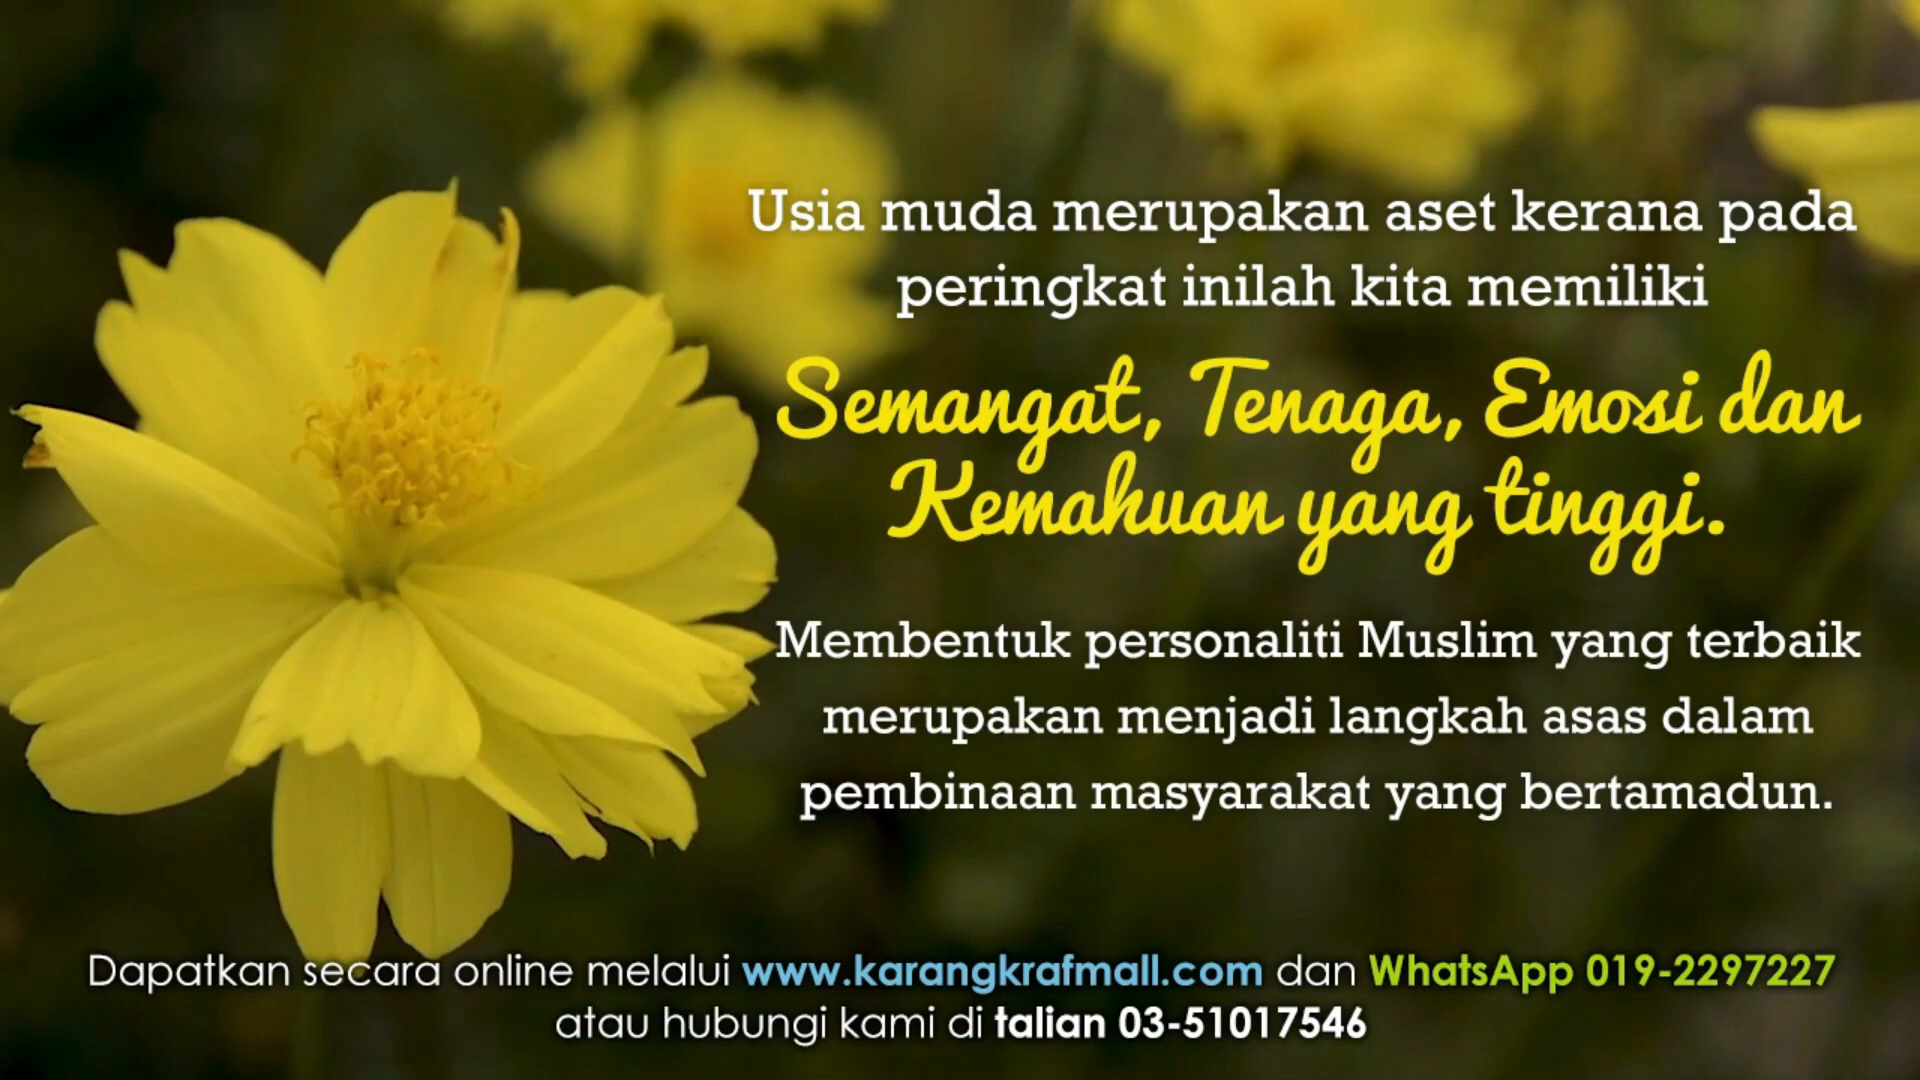 Usia muda merupakan aset kerana pada
peringkat inilah kita memiliki
Semangat, Tenaga, Emosi dan
Kemahuan yang tinggi.
Membentuk personaliti Muslim yang terbaik
merupakan menjadi langkah asas dalam
pembinaan masyarakat yang bertamadun.
Dapatkan secara online melalui www.karangkrafmall.com dan WhatsApp 019-2297227
atau hubungi kami di talian 03-51017546